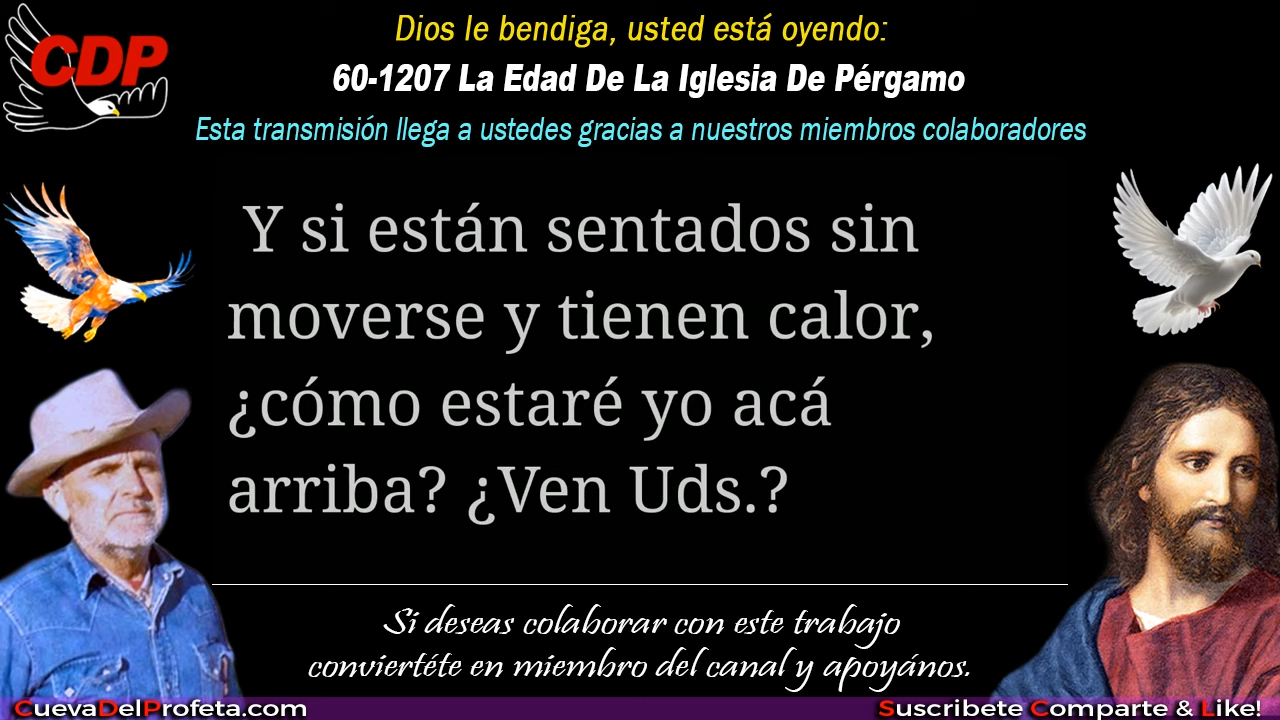 CDP
Dios le bendiga, usted está oyendo:
60-1207 La Edad De La Iglesia De Pérgamo
Esta transmisión llega a ustedes gracias a nuestros miembros colaboradores
Y si están sentados sin
moverse y tienen calor,
¿cómo estaré yo acá
arriba? ¿Ven Uds.?
Si deseas colaborar con este trabajo
conviertéte en miembro del canal y apoyános.
CuevaDelProfeta.com
Suscribete Comparte & Like!